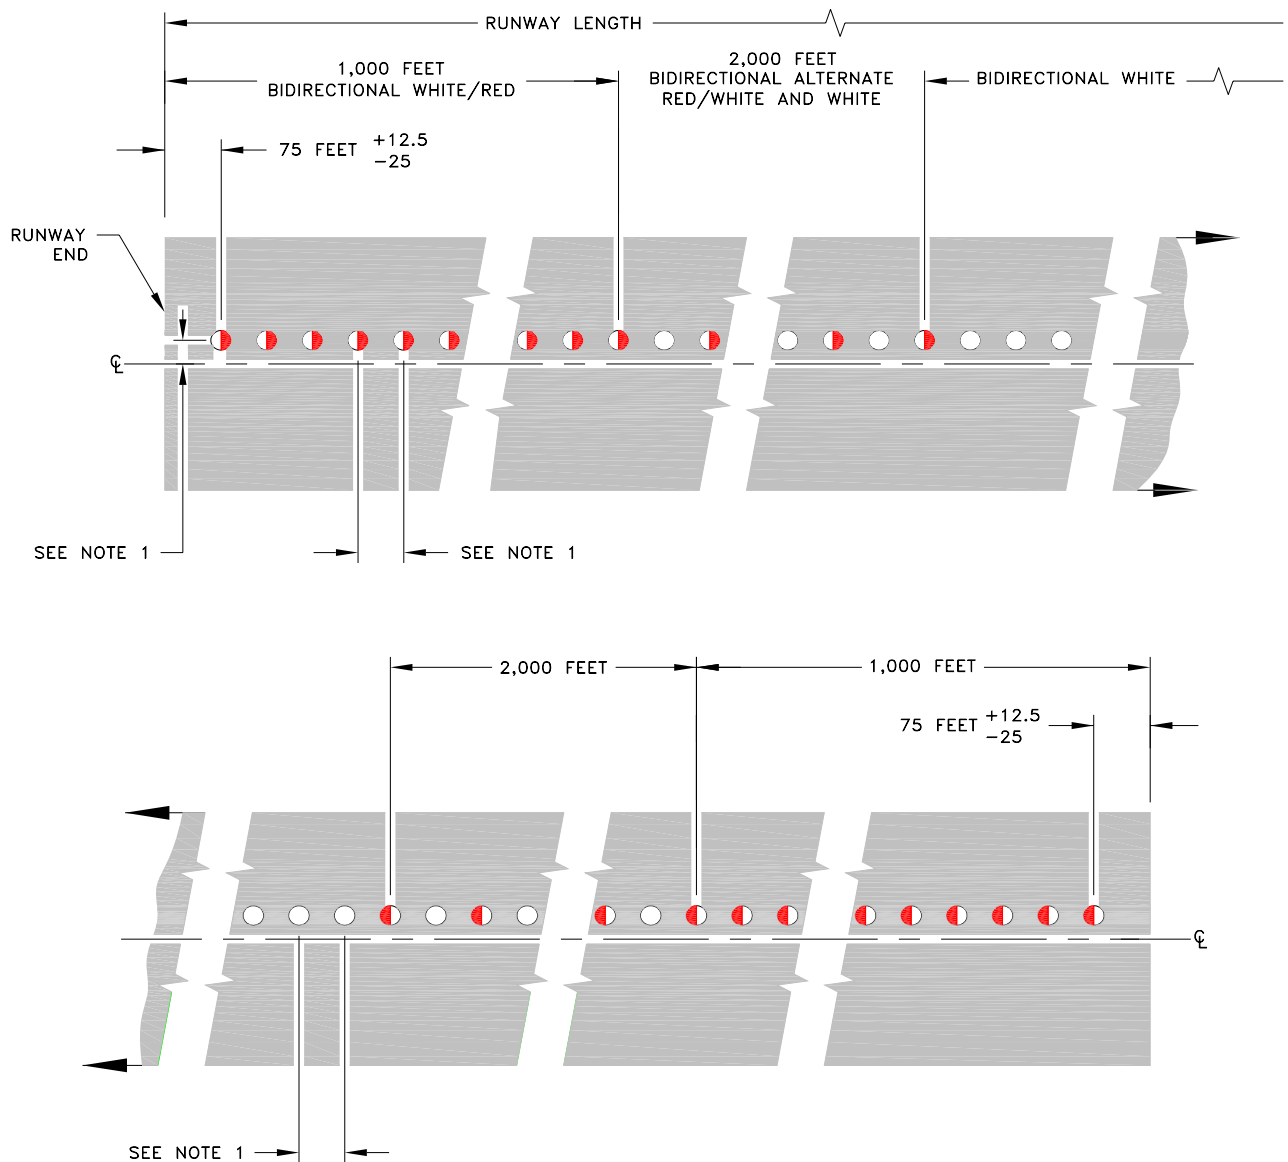 RUNWAY LENGTH
1,000 FEET
BIDIRECTIONAL WHITE/RED
2,000 FEET
BIDIRECTIONAL ALTERNATE
RED/WHITE AND WHITE
BIDIRECTIONAL WHITE
75 FEET +12.5
-25
RUNWAY
END
℄
SEE NOTE 1
SEE NOTE 1
2,000 FEET
1,000 FEET
75 FEET +12.5
-25
℄
SEE NOTE 1